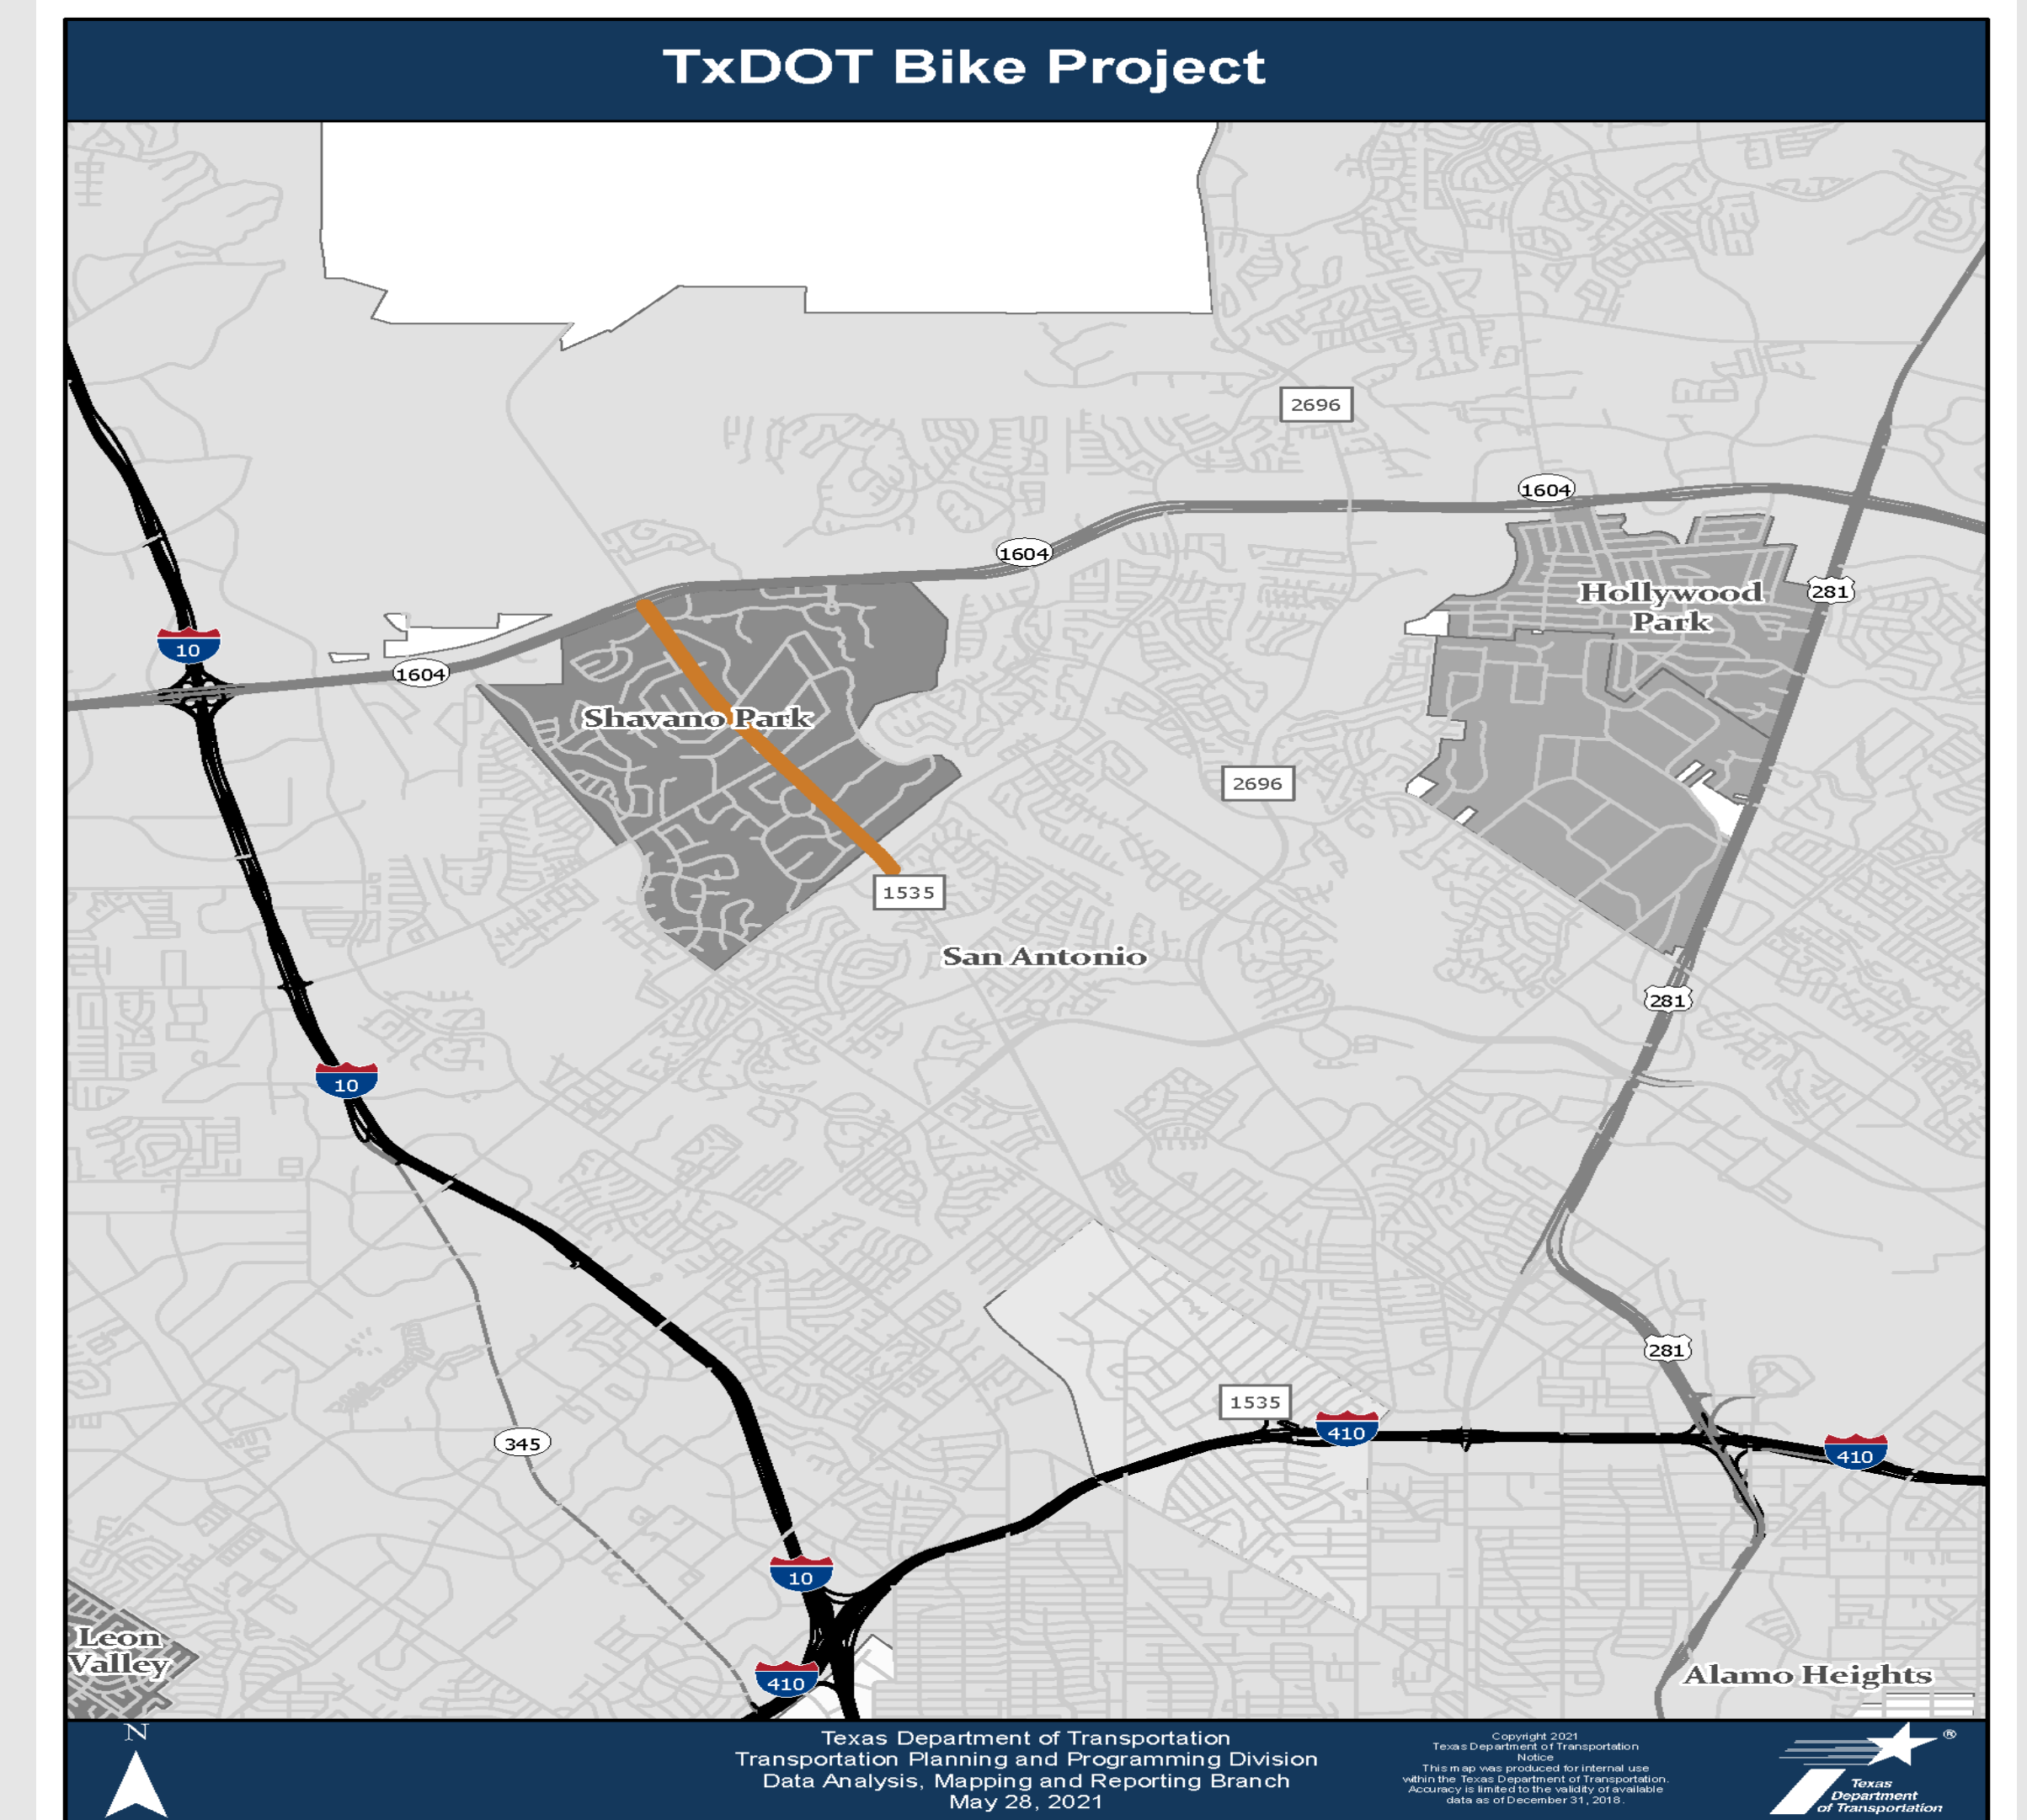 TxDOT Bike Project
2696
1604
1604
Hollywood
Park
281
10
1604
Shavano Park
2696
1535
San Antonio
281
10
281
1535
410
345
410
10
Leon
Valley
410
Alamo Heights
N
Texas Department of Transportation
Transportation Planning and Programming Division
Data Analysis, Mapping and Reporting Branch
May 28, 2021
Copyright 2021
Texas Department of Transportation
Notice
This map was produced for internal use
within the Texas Department of Transportation.
Accuracy is limited to the validity of available
data as of December 31, 2018.
®
Texas
Department
of Transportation